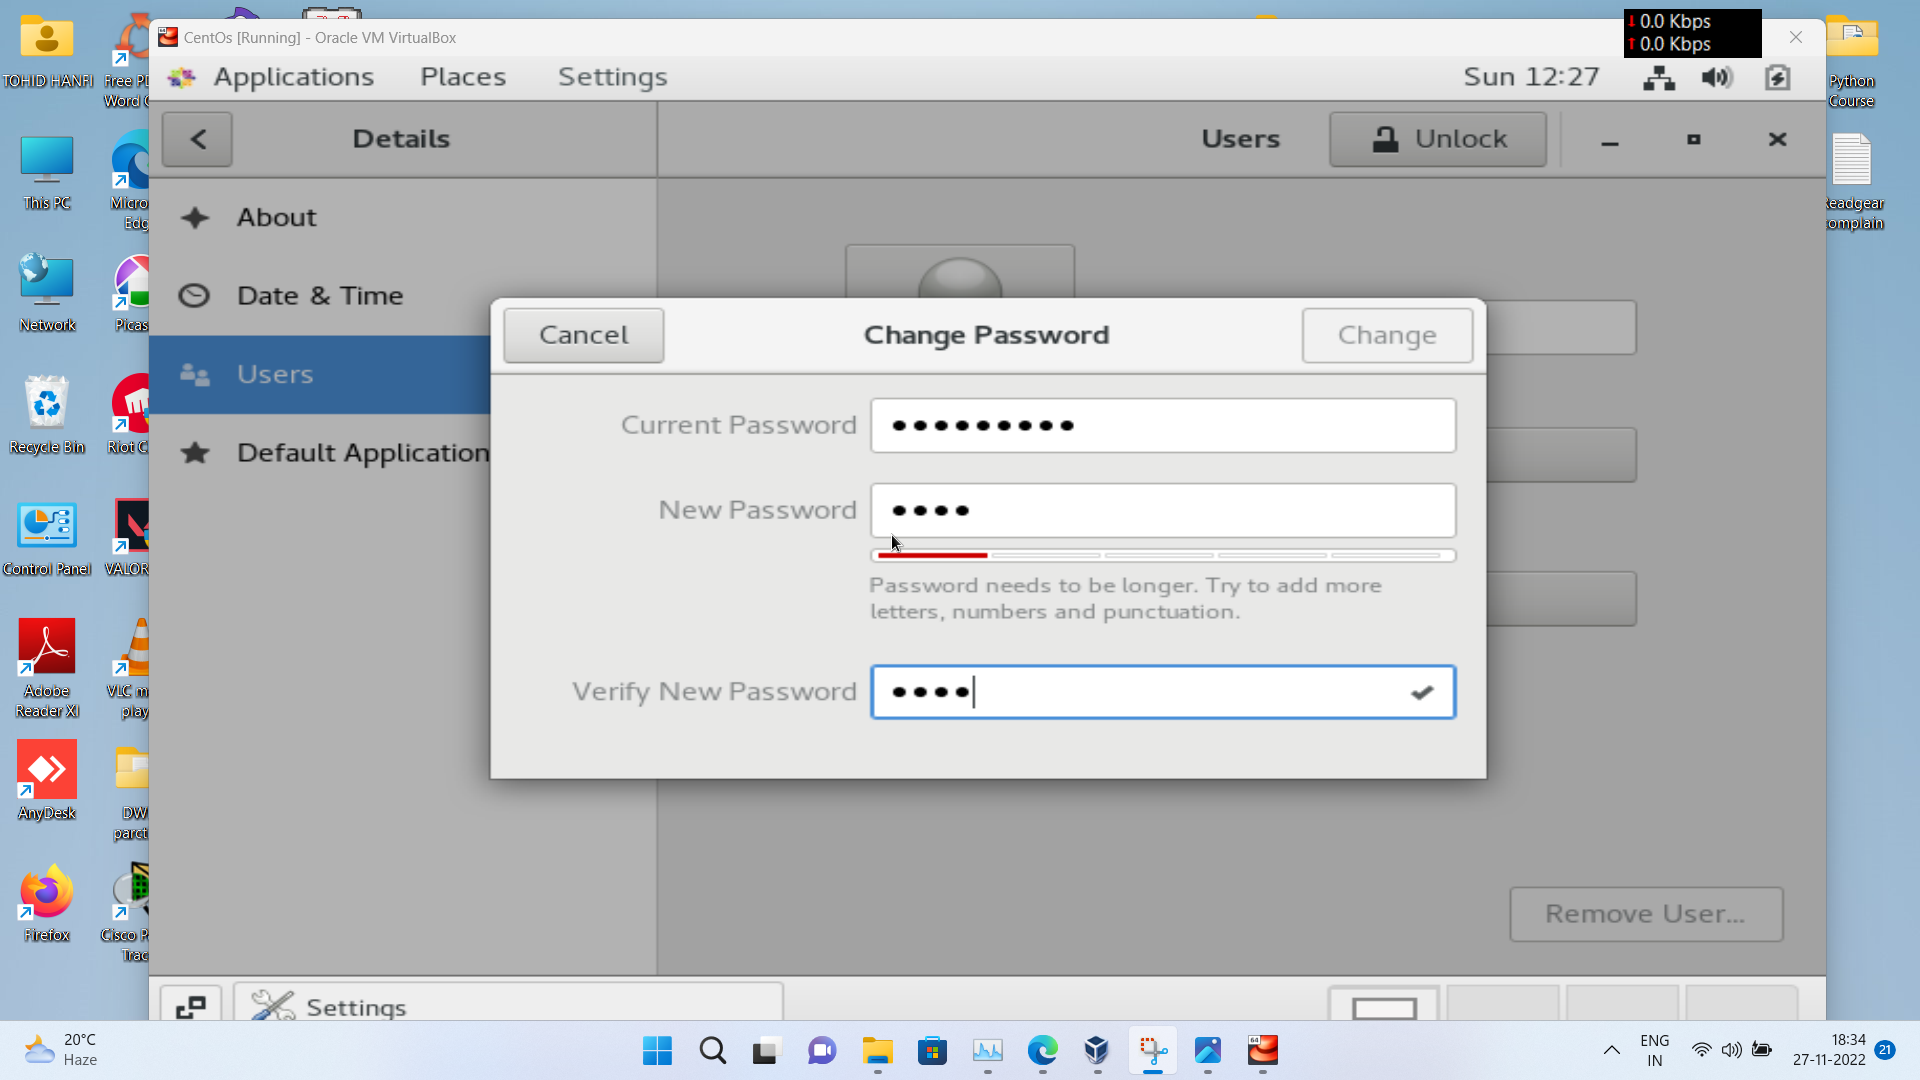 CentOs [Running] - Oracle VM VirtualBox
0.0 Kbps
0.0 Kbps
Applications Places Settings
Sun 12:27
Details
Users
Unlock
About
Date & Time
Users
Default Application
Cancel
Change Password
Change
Current Password
New Password
Password needs to be longer. Try to add more
letters, numbers and punctuation.
Verify New Password
Remove User...
Settings
TOHID HANFI
Free PD
Word C
This PC
Micro
Edg
Network
Picas
Recycle Bin
Riot C
Control Panel
VALOR
Adobe
Reader XI
VLC m
play
AnyDesk
DW
parct
Firefox
Cisco P
Trac
Python
Course
Readgear
complain
20°C
Haze
64
ENG
IN
18:34
27-11-2022
21